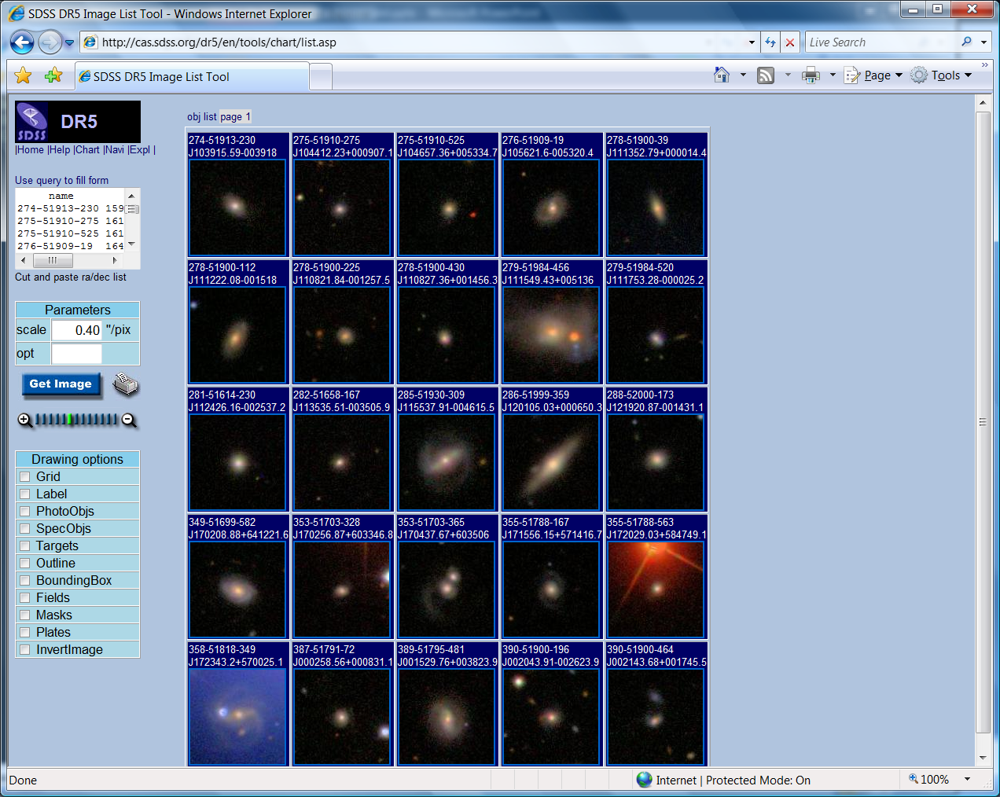 SDSS DR5 Image List Tool - Windows Internet Explorer
http://cas.sdss.org/dr5/en/tools/chart/list.asp
Live Search
SDSS DR5 Image List Tool
Page
Tools
SDSS
DR5
|Home |Help |Chart |Navi |Expl |
Use query to fill form
name
274-51913-230 159
275-51910-275 161
275-51910-525 161
276-51909-19 164
Cut and paste ra/dec list
Parameters
scale 0.40 "/pix
opt
Get Image
Drawing options
Grid
Label
PhotoObjs
SpecObjs
Targets
Outline
BoundingBox
Fields
Masks
Plates
InvertImage
obj list page 1
274-51913-230
J103915.59-003918
275-51910-275
J104412.23+000907.1
275-51910-525
J104657.36+005334.7
276-51909-19
J105621.6-005320.4
278-51900-39
J111352.79+000014.4
278-51900-112
J111222.08-001518
278-51900-225
J110821.84-001257.5
278-51900-430
J110827.36+001456.3
279-51984-456
J111549.43+005136
279-51984-520
J111753.28-000025.2
281-51614-230
J112426.16-002537.2
282-51658-167
J113535.51-003505.9
285-51930-309
J115537.91-004615.5
286-51999-359
J120105.03+000650.3
288-52000-173
J121920.87-001431.1
349-51699-582
J170208.88+641221.6
353-51703-328
J170256.87+603346.8
353-51703-365
J170437.67+603506
355-51788-167
J171556.15+571416.7
355-51788-563
J172029.03+584749.1
358-51818-349
J172343.2+570025.1
387-51791-72
J000258.56+000831.1
389-51795-481
J001529.76+003823.9
390-51900-196
J002043.91-002623.9
390-51900-464
J002143.68+001745.5
Done
Internet | Protected Mode: On
100%